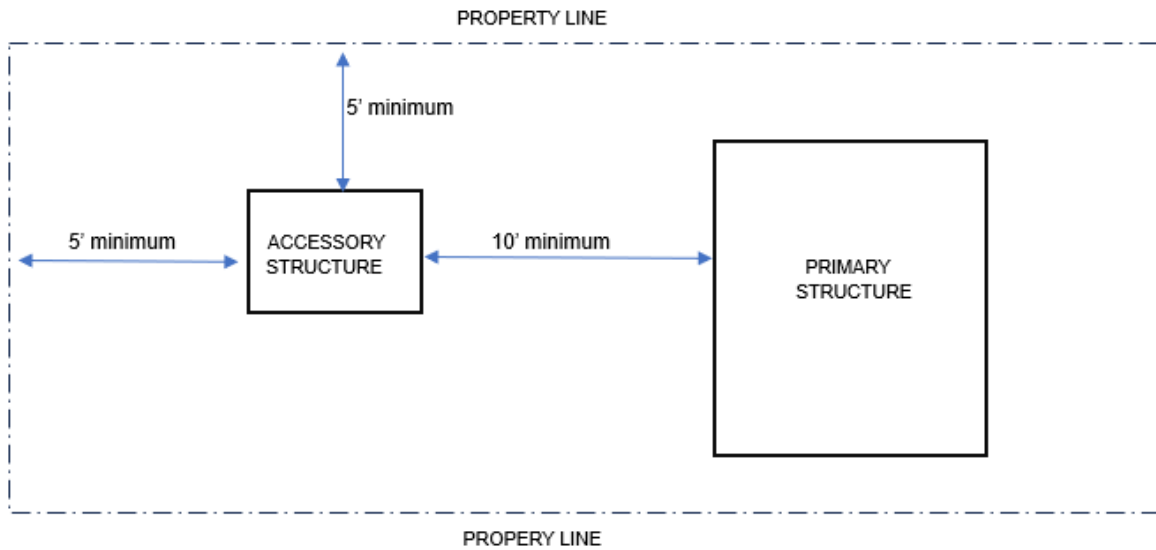 PROPERTY LINE
5' minimum
5' minimum
ACCESSORY
STRUCTURE
10' minimum
PRIMARY
STRUCTURE
PROPERY LINE